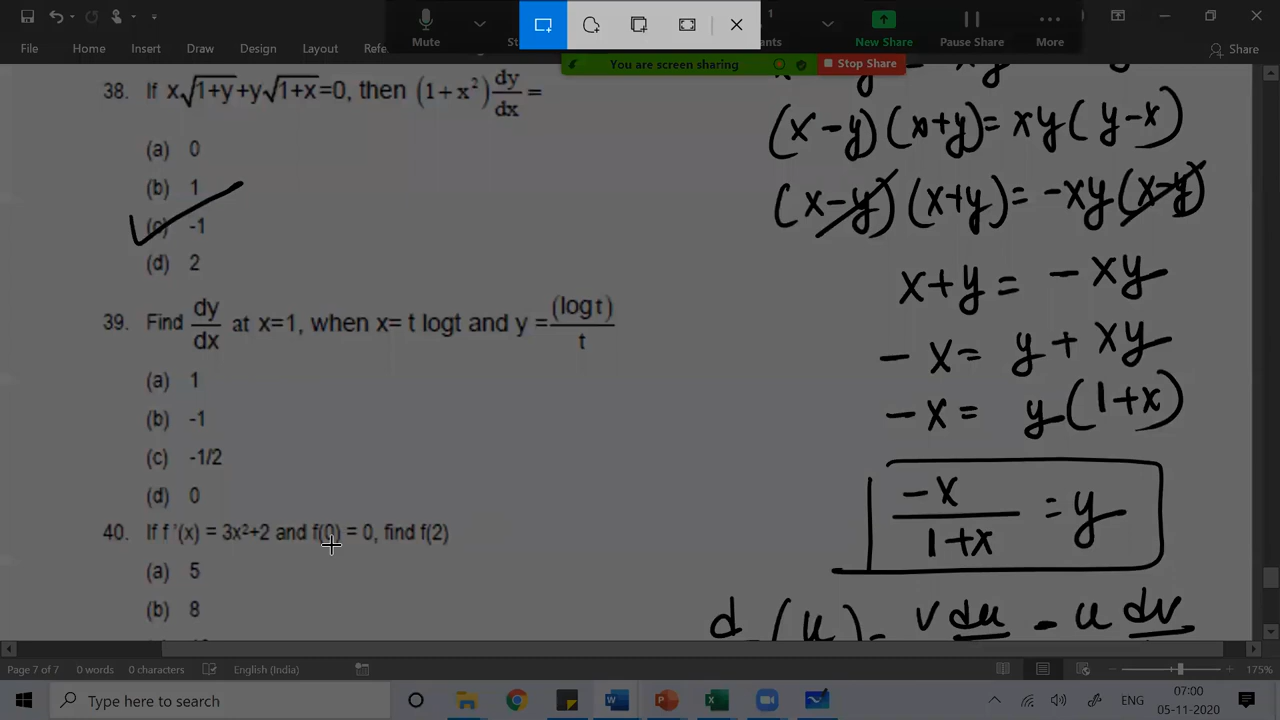 Mute
New Share
Pause Share
More
File
Home
Insert
Draw
Design
Layout
Share
You are screen sharing
Stop Share
38. If x√1+y+y√1+x=0, then (1+x²) dy/dx =
(a) 0
(b) 1
(c) -1
(d) 2
39. Find dy/dx at x=1, when x= t logt and y = (log t)/t
(a) 1
(b) -1
(c) -1/2
(d) 0
40. If f '(x) = 3x²+2 and f(0) = 0, find f(2)
(a) 5
(b) 8
(x-y)(x+y)= xy(y-x)
(x-y)(x+y)= -xy(x-y)
x+y= -xy
-x= y+xy
-x= y(1+x)
-x/1+x = y
d (u) = v du - u dv
Page 7 of 7
0 words
0 characters
English (India)
175%
Type here to search
ENG
07:00
05-11-2020